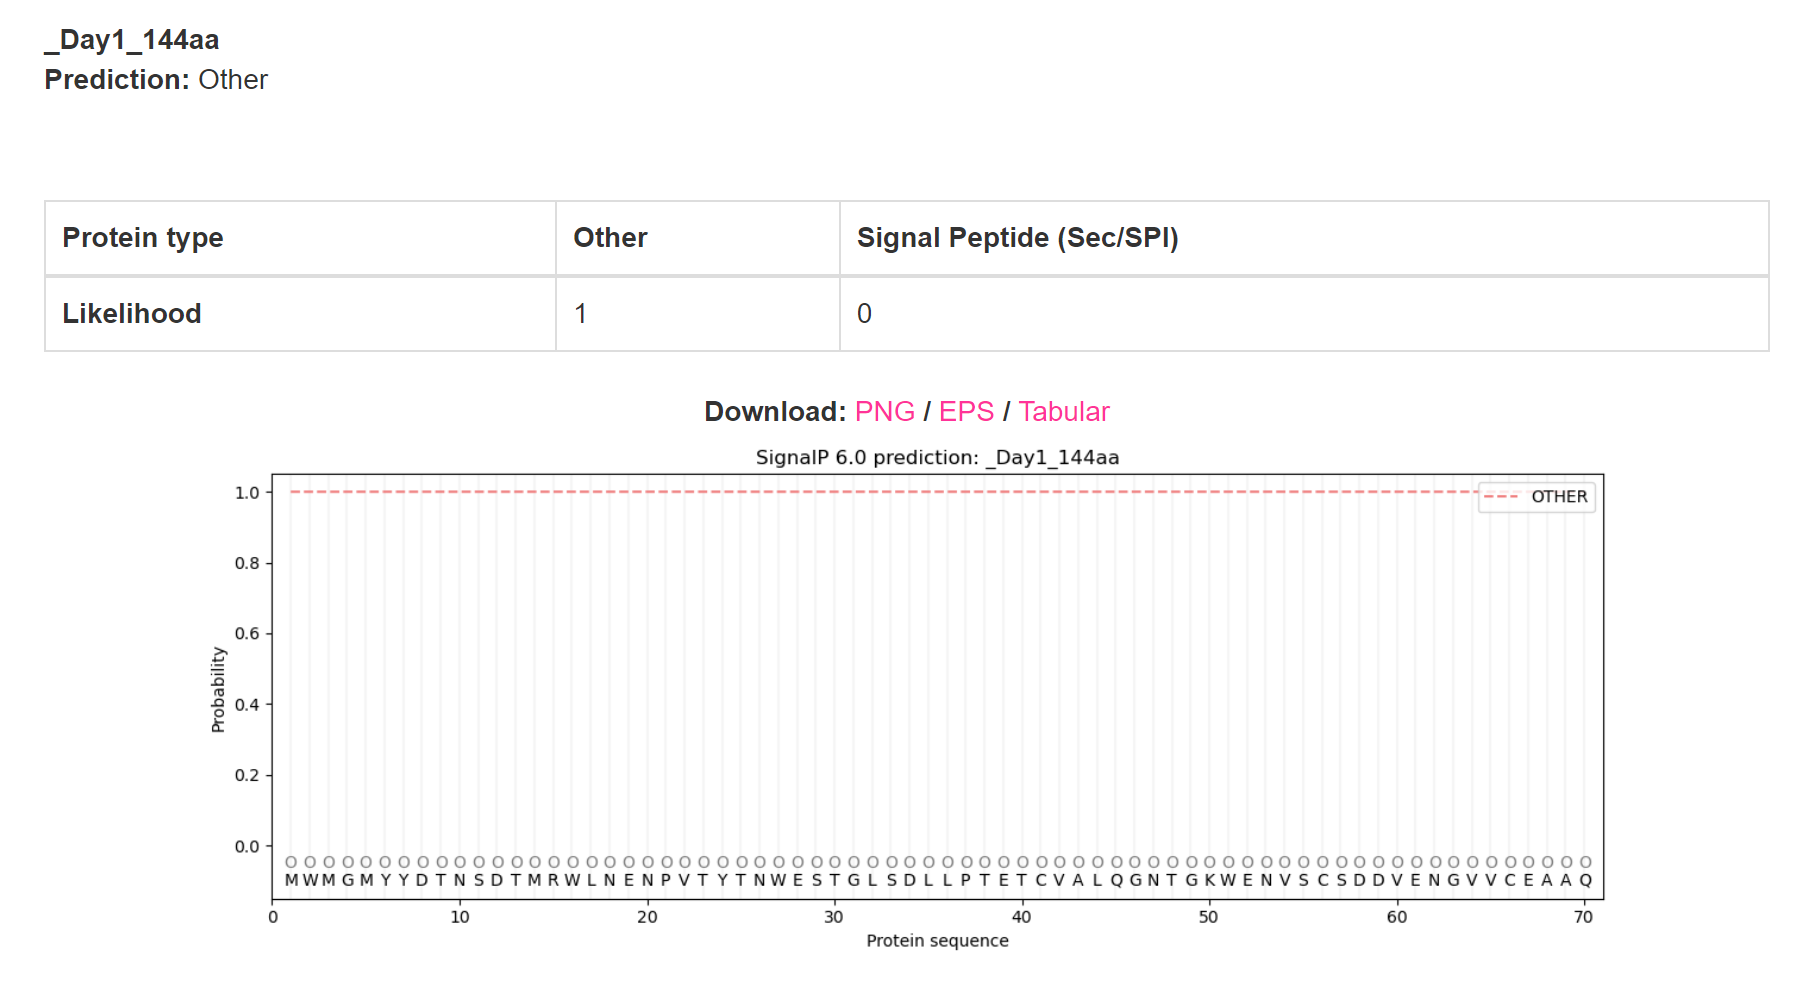 _Day1_144aa
Prediction: Other
Protein type Other Signal Peptide (Sec/SPI)
Likelihood 1 0
Download: PNG / EPS / Tabular
SignalP 6.0 prediction: _Day1_144aa
1.0
OTHER
0.8
0.6
0.4
0.2
0.0
Probability
O O O O O O O O O O O O O O O O O O O O O O O O O O O O O O O O O O O O O O O O O O O O O O O O O O O O O O O O O O O O O O O O O O O O O O
M W M G M Y Y D T N S D T M R W L N E N P V T Y T N W E S T G L S D L L P T E T C V A L Q G N T G K W E N V S C S D D V E N G V V C E A A Q
0 10 20 30 40 50 60 70
Protein sequence